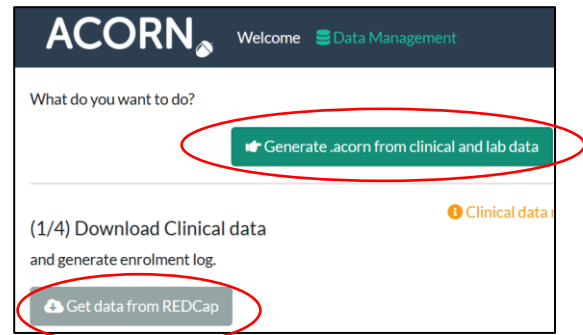 ACORN Welcome Data Management
What do you want to do?
Generate .acorn from clinical and lab data
Clinical data
(1/4) Download Clinical data
and generate enrolment log.
Get data from REDCap